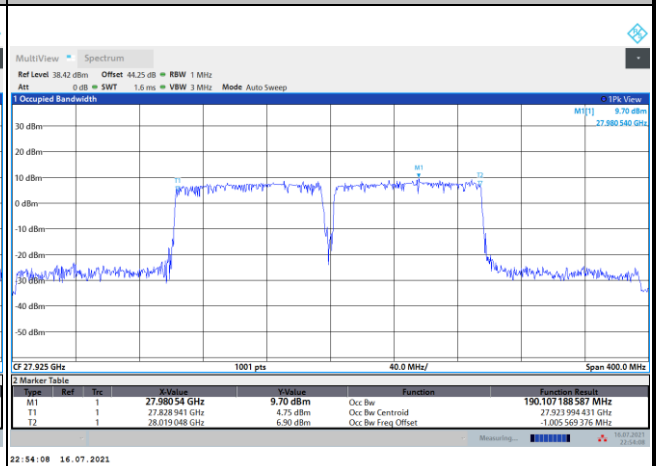 MultiView Spectrum
Ref Level 38.42 dBm Offset 44.25 dB RBW 1 MHz
Att 0 dB SWT 1.6 ms VBW 3 MHz Mode Auto Sweep
1 Occupied Bandwidth 1Pk View
M1[1] 9.70 dBm
27.980 540 GHz
30 dBm
20 dBm
M1
T1 T2
10 dBm
0 dBm
-10 dBm
-20 dBm
-30 dBm
-40 dBm
-50 dBm
CF 27.925 GHz 1001 pts 40.0 MHz/ Span 400.0 MHz
2 Marker Table
Type Ref Trc X-Value Y-Value Function Function Result
M1 1 27.980 54 GHz 9.70 dBm Occ Bw 190.107 188 587 MHz
T1 1 27.828 941 GHz 4.75 dBm Occ Bw Centroid 27.923 994 431 GHz
T2 1 28.019 048 GHz 6.90 dBm Occ Bw Freq Offset -1.005 569 376 MHz
Measuring... 16.07.2021
22:54:08
22:54:08 16.07.2021